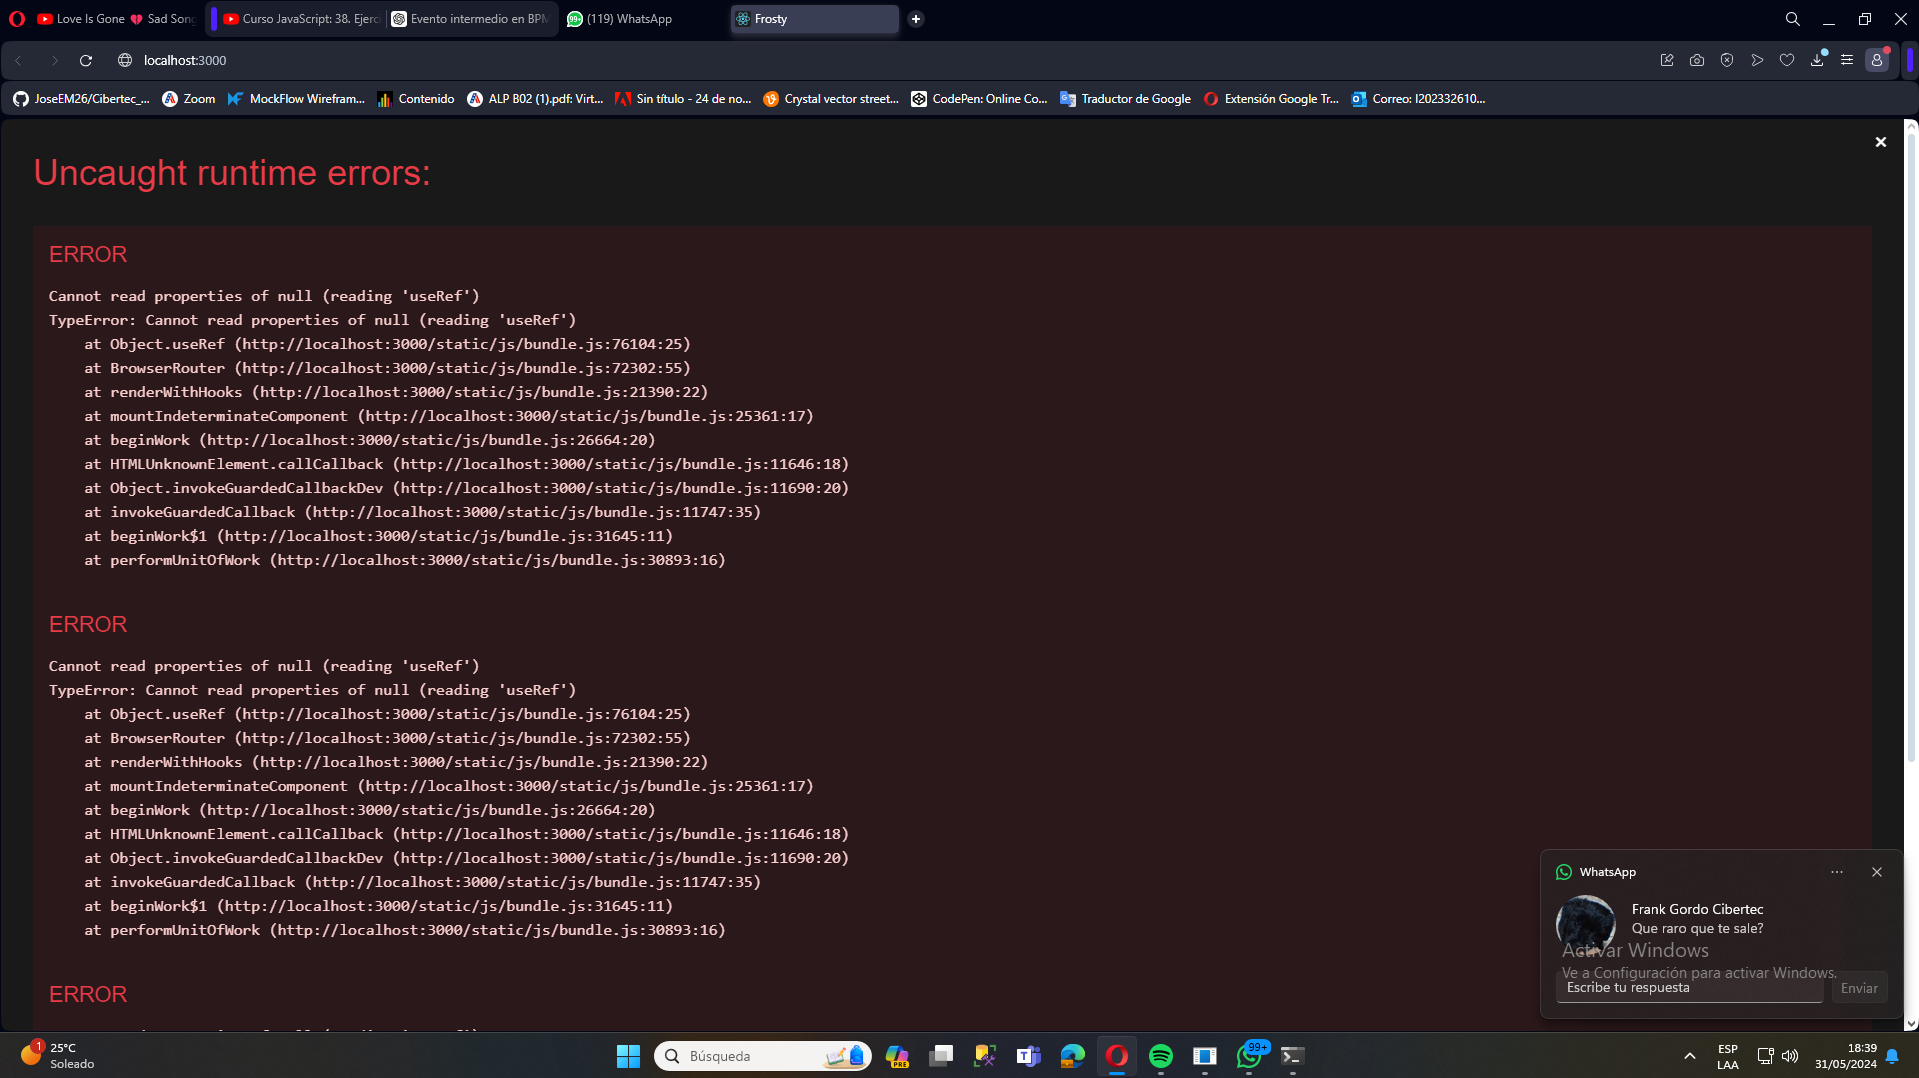 Love Is Gone 💔 Sad Song
Curso JavaScript: 38. Ejerc
Evento intermedio en BPM
99+
(119) WhatsApp
Frosty
localhost:3000
JoseEM26/Cibertec_...
Zoom
MockFlow Wirefram...
Contenido
ALP B02 (1).pdf: Virt...
Sin título - 24 de no...
Crystal vector street...
CodePen: Online Co...
Traductor de Google
Extensión Google Tr...
Correo: I202332610...
Uncaught runtime errors:
ERROR
Cannot read properties of null (reading 'useRef')
TypeError: Cannot read properties of null (reading 'useRef')
at Object.useRef (http://localhost:3000/static/js/bundle.js:76104:25)
at BrowserRouter (http://localhost:3000/static/js/bundle.js:72302:55)
at renderWithHooks (http://localhost:3000/static/js/bundle.js:21390:22)
at mountIndeterminateComponent (http://localhost:3000/static/js/bundle.js:25361:17)
at beginWork (http://localhost:3000/static/js/bundle.js:26664:20)
at HTMLUnknownElement.callCallback (http://localhost:3000/static/js/bundle.js:11646:18)
at Object.invokeGuardedCallbackDev (http://localhost:3000/static/js/bundle.js:11690:20)
at invokeGuardedCallback (http://localhost:3000/static/js/bundle.js:11747:35)
at beginWork$1 (http://localhost:3000/static/js/bundle.js:31645:11)
at performUnitOfWork (http://localhost:3000/static/js/bundle.js:30893:16)
ERROR
Cannot read properties of null (reading 'useRef')
TypeError: Cannot read properties of null (reading 'useRef')
at Object.useRef (http://localhost:3000/static/js/bundle.js:76104:25)
at BrowserRouter (http://localhost:3000/static/js/bundle.js:72302:55)
at renderWithHooks (http://localhost:3000/static/js/bundle.js:21390:22)
at mountIndeterminateComponent (http://localhost:3000/static/js/bundle.js:25361:17)
at beginWork (http://localhost:3000/static/js/bundle.js:26664:20)
at HTMLUnknownElement.callCallback (http://localhost:3000/static/js/bundle.js:11646:18)
at Object.invokeGuardedCallbackDev (http://localhost:3000/static/js/bundle.js:11690:20)
at invokeGuardedCallback (http://localhost:3000/static/js/bundle.js:11747:35)
at beginWork$1 (http://localhost:3000/static/js/bundle.js:31645:11)
at performUnitOfWork (http://localhost:3000/static/js/bundle.js:30893:16)
ERROR
WhatsApp
Frank Gordo Cibertec
Que raro que te sale?
Activar Windows
Ve a Configuración para activar Windows.
Escribe tu respuesta
Enviar
1
25°C
Soleado
Búsqueda
PRE
99+
ESP
LAA
18:39
31/05/2024